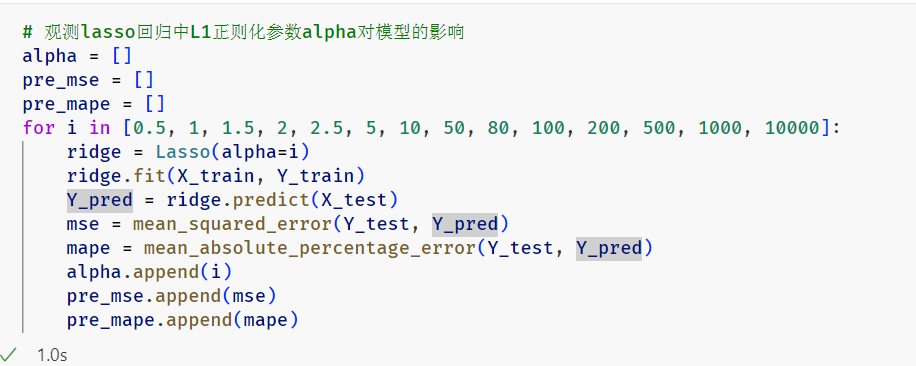 # 观测lasso回归中L1正则化参数alpha对模型的影响
alpha = []
pre_mse = []
pre_mape = []
for i in [0.5, 1, 1.5, 2, 2.5, 5, 10, 50, 80, 100, 200, 500, 1000, 10000]:
    ridge = Lasso(alpha=i)
    ridge.fit(X_train, Y_train)
    Y_pred = ridge.predict(X_test)
    mse = mean_squared_error(Y_test, Y_pred)
    mape = mean_absolute_percentage_error(Y_test, Y_pred)
    alpha.append(i)
    pre_mse.append(mse)
    pre_mape.append(mape)
1.0s